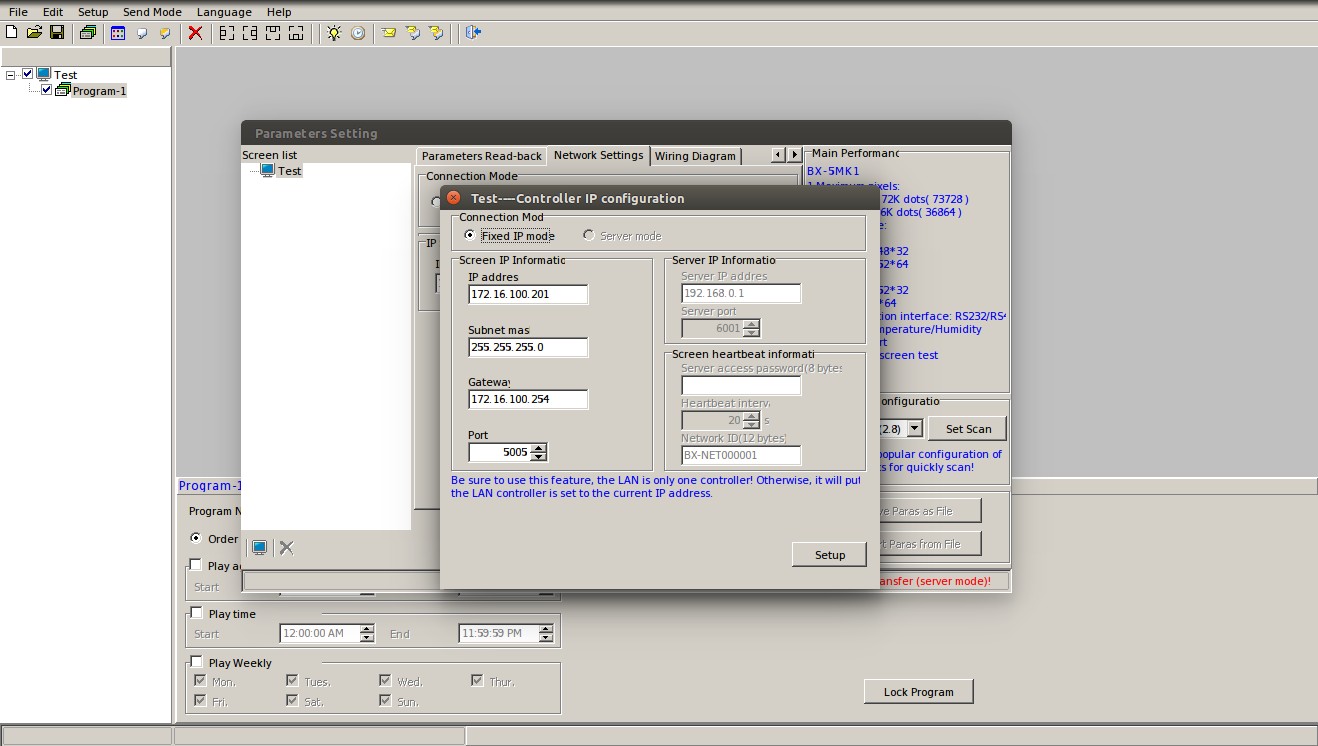 File Edit Setup Send Mode Language Help
Test
Program-1
Parameters Setting
Screen list
Test
Parameters Read-back Network Settings Wiring Diagram
Connection Mode
IP
Main Performanc
BX-5MK1
72K dots( 73728 )
6K dots( 36864 )
48*32
52*64
52*32
*64
ion interface: RS232/RS4
mperature/Humidity
rt
screen test
onfiguratio
(2.8) Set Scan
opular configuration of
s for quickly scan!
ve Paras as File
rt Paras from File
ansfer (server mode)!
Test----Controller IP configuration
Connection Mod
Fixed IP mode Server mode
Screen IP Informatic
IP addres
172.16.100.201
Subnet mas
255.255.255.0
Gateway
172.16.100.254
Port
5005
Server IP Informatio
Server IP addres
192.168.0.1
Server port
6001
Screen heartbeat informati
Server access password(8 bytes
Heartbeat interv
20 s
Network ID(12 bytes)
BX-NET000001
Be sure to use this feature, the LAN is only one controller! Otherwise, it will put
the LAN controller is set to the current IP address.
Setup
Program-1
Program N
Order
Play a
Start
Play time
Start 12:00:00 AM End 11:59:59 PM
Play Weekly
Mon. Tues. Wed. Thur.
Fri. Sat. Sun.
Lock Program